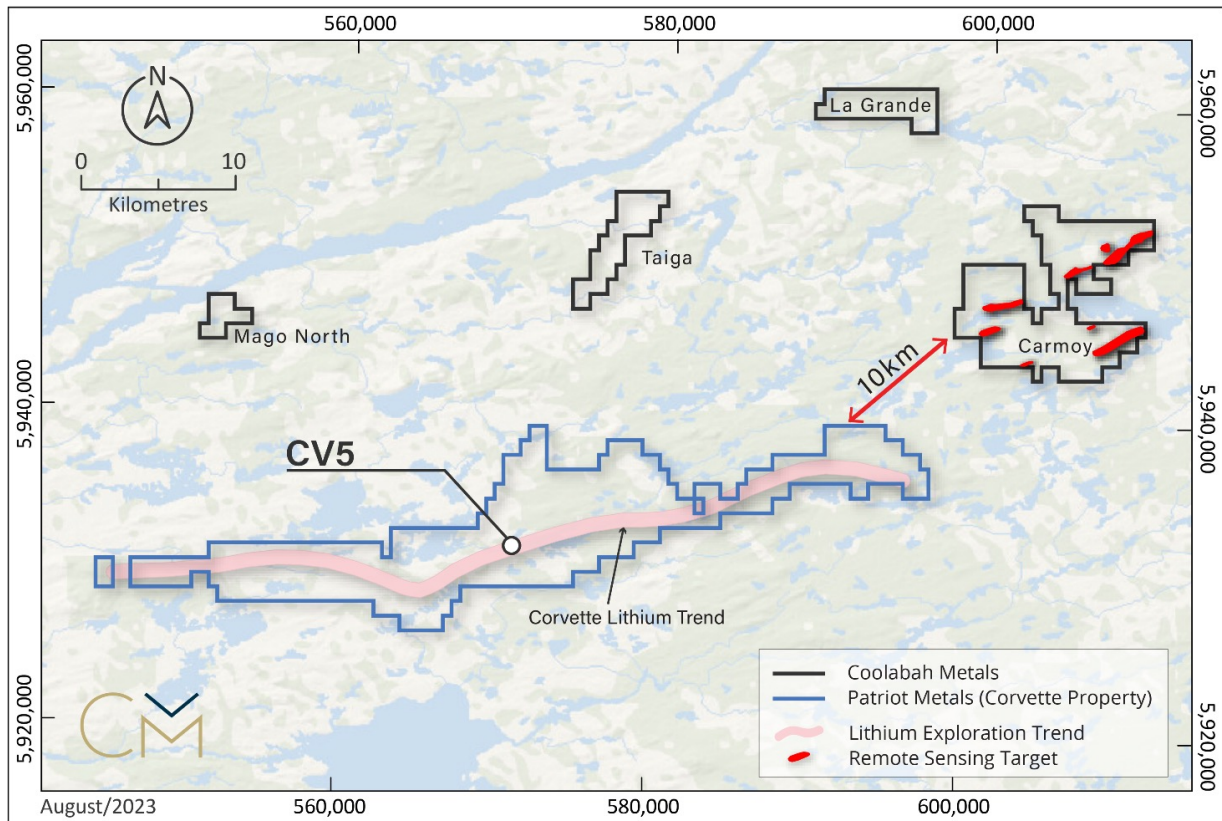 560,000
580,000
600,000
5,960,000
5,940,000
5,920,000
5,960,000
5,940,000
5,920,000
N
0
10
Kilometres
La Grande
Taiga
Mago North
Carmoy
10km
CV5
Corvette Lithium Trend
Coolabah Metals
Patriot Metals (Corvette Property)
Lithium Exploration Trend
Remote Sensing Target
CM
August/2023
560,000
580,000
600,000